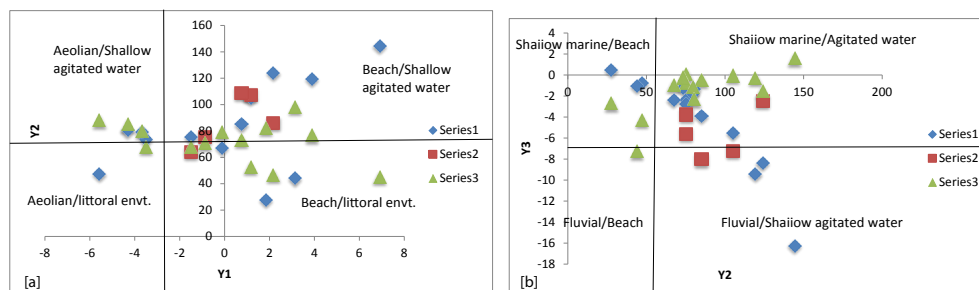 160
140
120
100
80
60
40
20
0
-8 -6 -4 -2 0 2 4 6 8
Y2
Y1
Aeolian/Shallow
agitated water
Beach/Shallow
agitated water
Aeolian/littoral envt.
Beach/littoral envt.
Series1
Series2
Series3
[a]
4
2
0
-2
-4
-6
-8
-10
-12
-14
-16
-18
0 50 100 150 200
Y3
Y2
Shaiiow marine/Beach
Shaiiow marine/Agitated water
Fluvial/Beach
Fluvial/Shaiiow agitated water
Series1
Series2
Series3
[b]